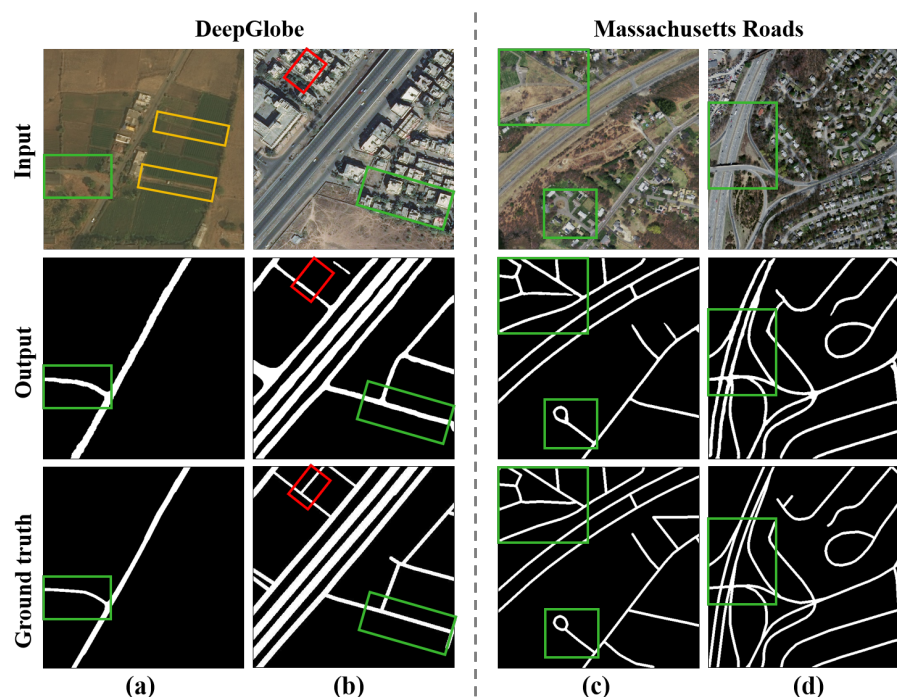 DeepGlobe
Massachusetts Roads
Input
Output
Ground truth
(a)
(b)
(c)
(d)